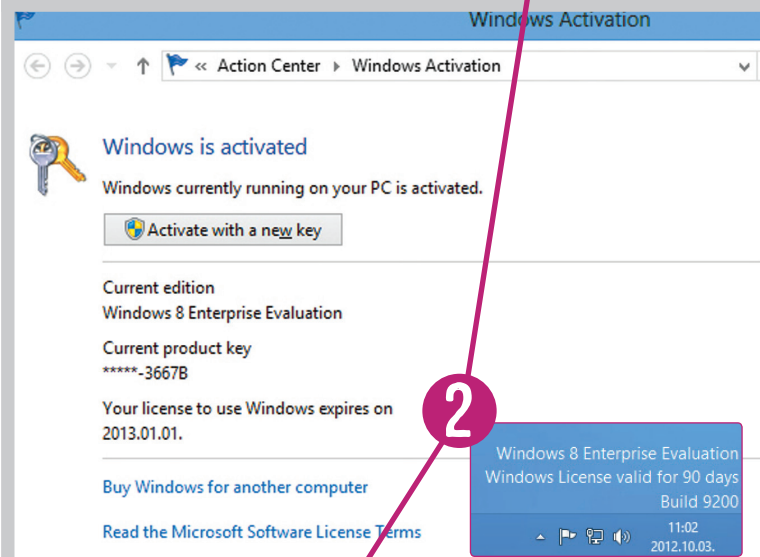 Windows Activation
« Action Center ▸ Windows Activation
Windows is activated
Windows currently running on your PC is activated.
Activate with a new key
Current edition
Windows 8 Enterprise Evaluation
Current product key
*****-3667B
Your license to use Windows expires on
2013.01.01.
2
Windows 8 Enterprise Evaluation
Windows License valid for 90 days
Build 9200
Buy Windows for another computer
Read the Microsoft Software License Terms
11:02
2012.10.03.